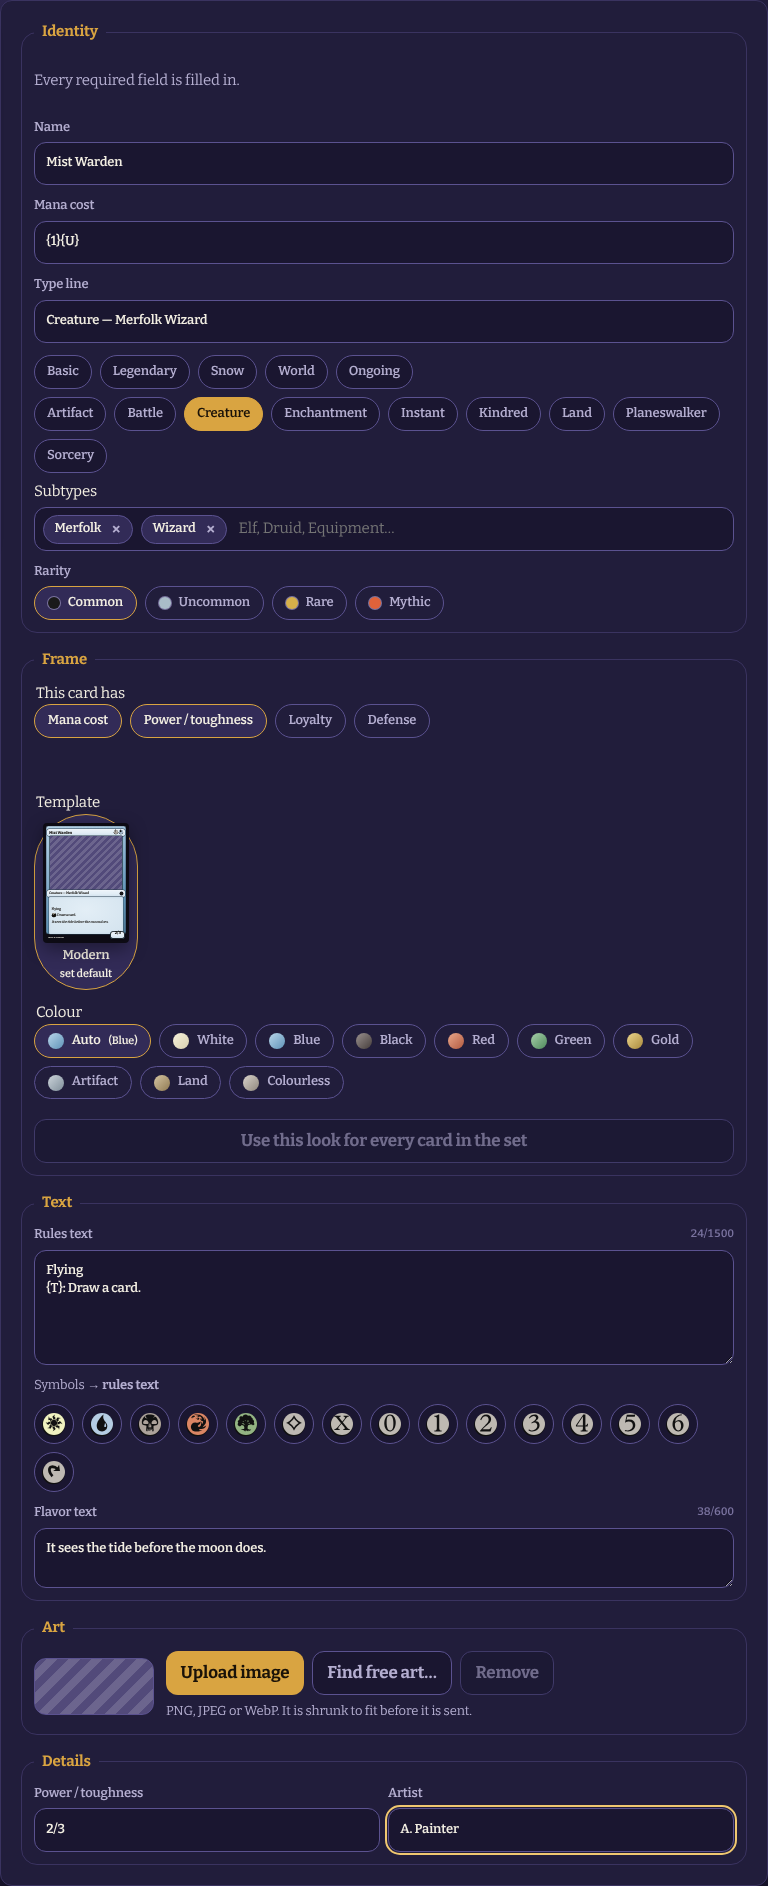 Identity
Every required field is filled in.
Name
Mist Warden
Mana cost
{1}{U}
Type line
Creature — Merfolk Wizard
Basic Legendary Snow World Ongoing
Artifact Battle Creature Enchantment Instant Kindred Land Planeswalker
Sorcery
Subtypes
Merfolk × Wizard × Elf, Druid, Equipment...
Rarity
Common Uncommon Rare Mythic
Frame
This card has
Mana cost Power / toughness Loyalty Defense
Template
Mist Warden
Creature — Merfolk Wizard
Flying
Modern
set default
Colour
Auto (Blue) White Blue Black Red Green Gold
Artifact Land Colourless
Use this look for every card in the set
Text
Rules text 24/1500
Flying
{T}: Draw a card.
Symbols → rules text
X 0 1 2 3 4 5 6
Flavor text 38/600
It sees the tide before the moon does.
Art
Upload image Find free art... Remove
PNG, JPEG or WebP. It is shrunk to fit before it is sent.
Details
Power / toughness Artist
2/3 A. Painter